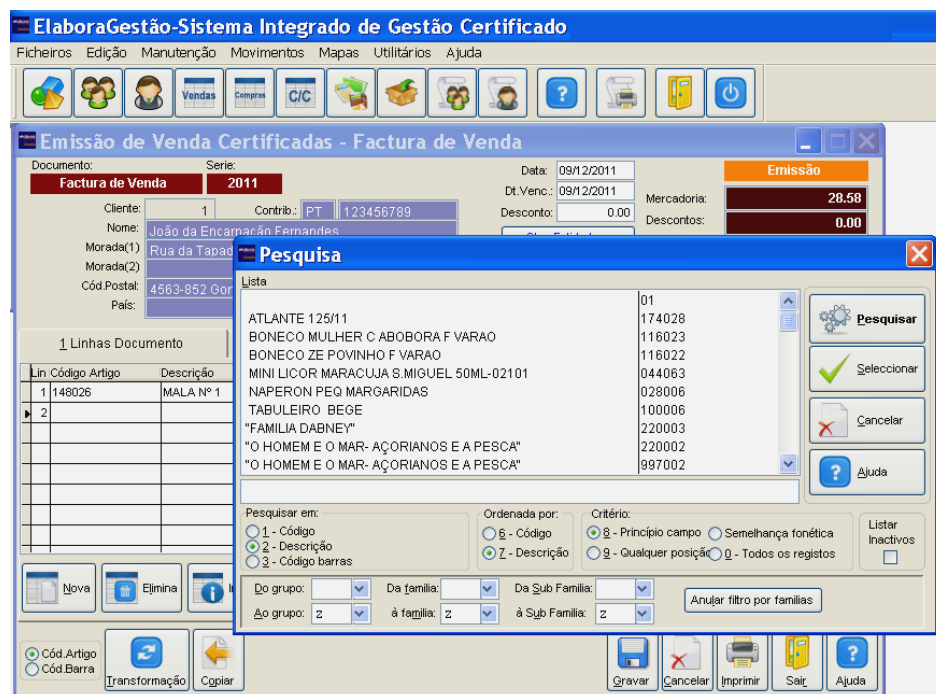 ElaboraGestão-Sistema Integrado de Gestão Certificado
Ficheiros Edição Manutenção Movimentos Mapas Utilitários Ajuda
Vendas Compras C/C
Emissão de Venda Certificadas - Factura de Venda
Documento: Serie: Data: 09/12/2011 Emissão
Factura de Venda 2011 Dt.Venc.: 09/12/2011 Mercadoria: 28.58
Cliente: 1 Contrib.: PT 123456789 Desconto: 0.00 Descontos: 0.00
Nome: João da Encarnação Fernandes
Morada(1) Rua da Tapad
Morada(2)
Cód.Postal: 4563-852 Gon
País:
1 Linhas Documento
Lin Código Artigo Descrição
1 148026 MALA Nº 1
2
Nova Elimina
Cód.Artigo
Cód.Barra
Transformação Copiar Gravar Cancelar Imprimir Sair Ajuda
Pesquisa
Lista
01
ATLANTE 125/11 174028
BONECO MULHER C ABOBORA F VARAO 116023
BONECO ZE POVINHO F VARAO 116022
MINI LICOR MARACUJA S.MIGUEL 50ML-02101 044063
NAPERON PEQ MARGARIDAS 028006
TABULEIRO BEGE 100006
"FAMILIA DABNEY" 220003
"O HOMEM E O MAR- AÇORIANOS E A PESCA" 220002
"O HOMEM E O MAR- AÇORIANOS E A PESCA" 997002
Pesquisar
Seleccionar
Cancelar
Ajuda
Pesquisar em: Ordenada por: Critério:
1 - Código 6 - Código 8 - Princípio campo Semelhança fonética Listar Inactivos
2 - Descrição 7 - Descrição 9 - Qualquer posição 0 - Todos os registos
3 - Código barras
Do grupo: Da familia: Da Sub Familia:
Ao grupo: z à familia: z à Sub Familia: z Anular filtro por familias